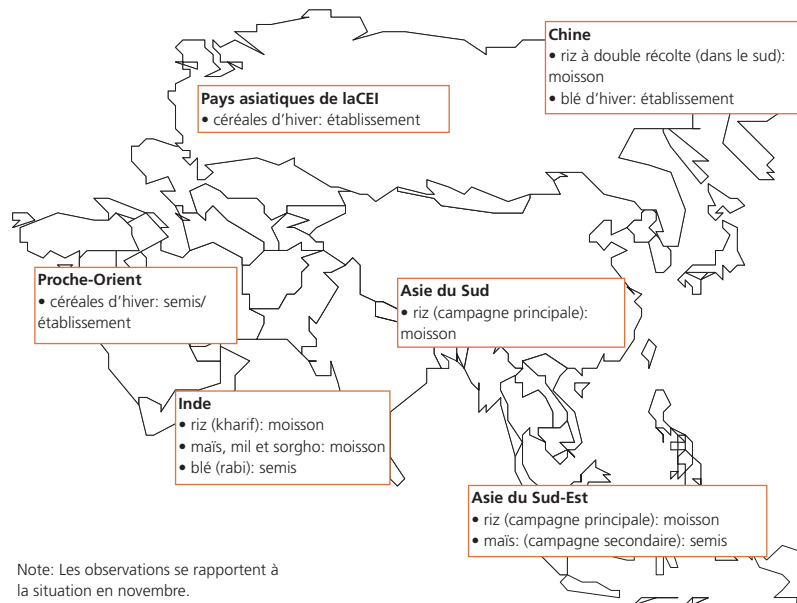 Chine
• riz à double récolte (dans le sud):
moisson
• blé d'hiver: établissement
Pays asiatiques de laCEI
• céréales d'hiver: établissement
Proche-Orient
• céréales d'hiver: semis/
établissement
Asie du Sud
• riz (campagne principale):
moisson
Inde
• riz (kharif): moisson
• maïs, mil et sorgho: moisson
• blé (rabi): semis
Asie du Sud-Est
• riz (campagne principale): moisson
• maïs: (campagne secondaire): semis
Note: Les observations se rapportent à
la situation en novembre.